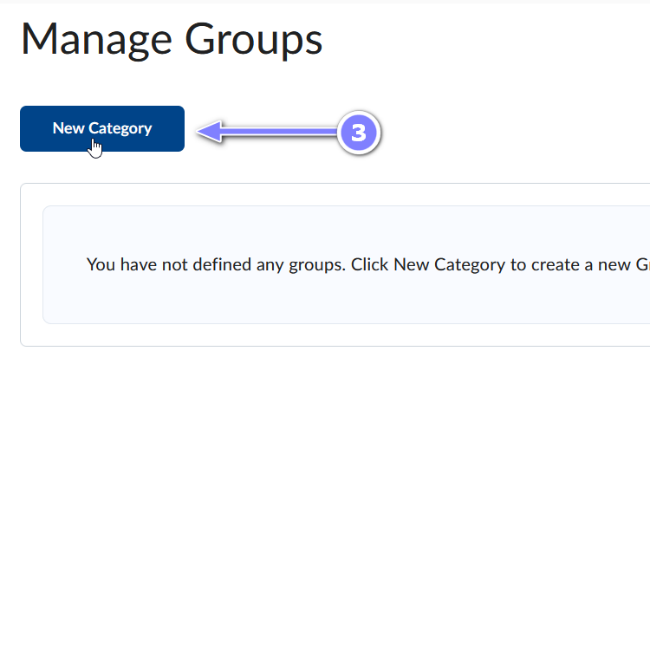 Manage Groups
New Category
3
You have not defined any groups. Click New Category to create a new G